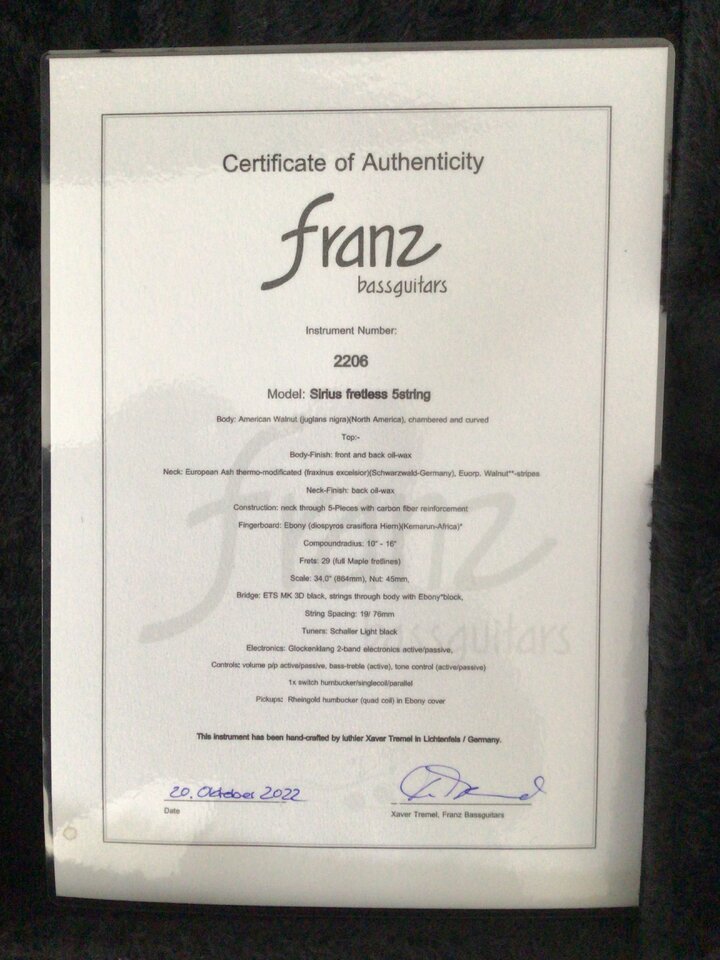 Certificate of Authenticity
franz
bassguitars
Instrument Number:
2206
Model: Sirius fretless 5string
Body: American Walnut (juglans nigra)(North America), chambered and curved
Top:-
Body-Finish: front and back oil-wax
Neck: European Ash thermo-modificated (fraxinus excelsior)(Schwarzwald-Germany), Euorp. Walnut**-stripes
Neck-Finish: back oil-wax
Construction: neck through 5-Pieces with carbon fiber reinforcement
Fingerboard: Ebony (diospyros crasiflora Hiern)(Kemarun-Africa)*
Compoundradius: 10" - 16"
Frets: 29 (full Maple fretlines)
Scale: 34,0" (864mm), Nut: 45mm,
Bridge: ETS MK 3D black, strings through body with Ebony*block,
String Spacing: 19/ 76mm
Tuners: Schaller Light black
Electronics: Glockenklang 2-band electronics active/passive,
Controls: volume p/p active/passive, bass-treble (active), tone control (active/passive)
1x switch humbucker/singlecoil/parallel
Pickups: Rheingold humbucker (quad coil) in Ebony cover
This instrument has been hand-crafted by luthier Xaver Tremel in Lichtenfels / Germany.
20. Oktober 2022
Date
Xaver Tremel, Franz Bassguitars
franz
bassguitars